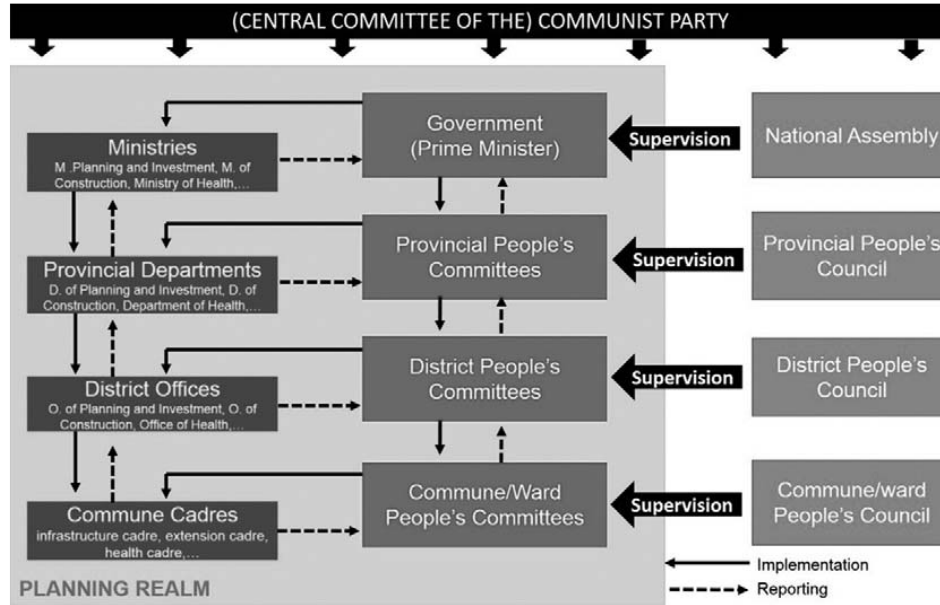 (CENTRAL COMMITTEE OF THE) COMMUNIST PARTY
Ministries
M .Planning and Investment, M. of
Construction, Ministry of Health,...
Government
(Prime Minister)
Supervision
National Assembly
Provincial Departments
D. of Planning and Investment, D. of
Construction, Department of Health,...
Provincial People's
Committees
Supervision
Provincial People's
Council
District Offices
O. of Planning and Investment, O. of
Construction, Office of Health,...
District People's
Committees
Supervision
District People's
Council
Commune Cadres
infrastructure cadre, extension cadre,
health cadre,...
Commune/Ward
People's Committees
Supervision
Commune/ward
People's Council
PLANNING REALM
Implementation
Reporting